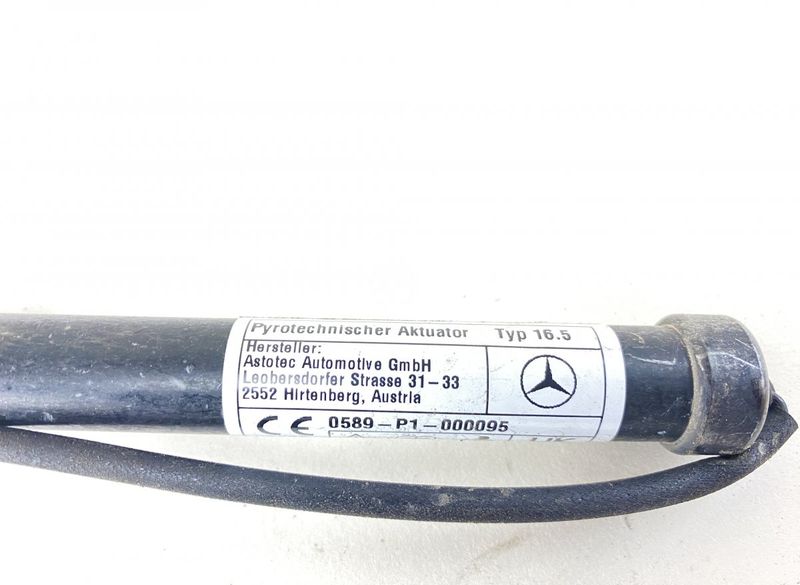 Pyrotechnischer Aktuator Typ 16.5
Hersteller:
Astotec Automotive GmbH
Leobersdorfer Strasse 31-33
2552 Hirtenberg, Austria
CE 0589-P1-000095